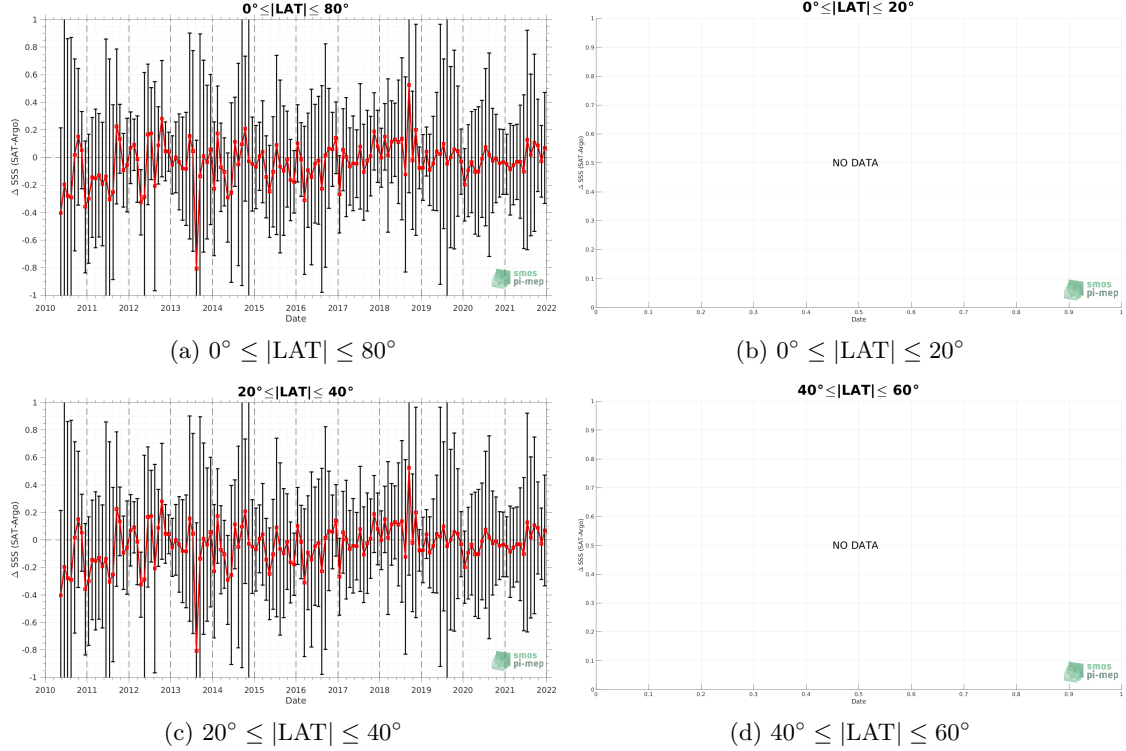 0°≤|LAT|≤ 80°
1
0.8
0.6
0.4
0.2
0
-0.2
-0.4
-0.6
-0.8
-1
Δ SSS (SAT-Argo)
2010 2011 2012 2013 2014 2015 2016 2017 2018 2019 2020 2021 2022
Date
smos
pi-mep
(a) 0° ≤ |LAT| ≤ 80°
0°≤|LAT|≤ 20°
1
0.9
0.8
0.7
0.6
0.5
0.4
0.3
0.2
0.1
0
Δ SSS (SAT-Argo)
NO DATA
0 0.1 0.2 0.3 0.4 0.5 0.6 0.7 0.8 0.9 1
Date
smos
pi-mep
(b) 0° ≤ |LAT| ≤ 20°
20°≤|LAT|≤ 40°
1
0.8
0.6
0.4
0.2
0
-0.2
-0.4
-0.6
-0.8
-1
Δ SSS (SAT-Argo)
2010 2011 2012 2013 2014 2015 2016 2017 2018 2019 2020 2021 2022
Date
smos
pi-mep
(c) 20° ≤ |LAT| ≤ 40°
40°≤|LAT|≤ 60°
1
0.9
0.8
0.7
0.6
0.5
0.4
0.3
0.2
0.1
0
Δ SSS (SAT-Argo)
NO DATA
0 0.1 0.2 0.3 0.4 0.5 0.6 0.7 0.8 0.9 1
Date
smos
pi-mep
(d) 40° ≤ |LAT| ≤ 60°